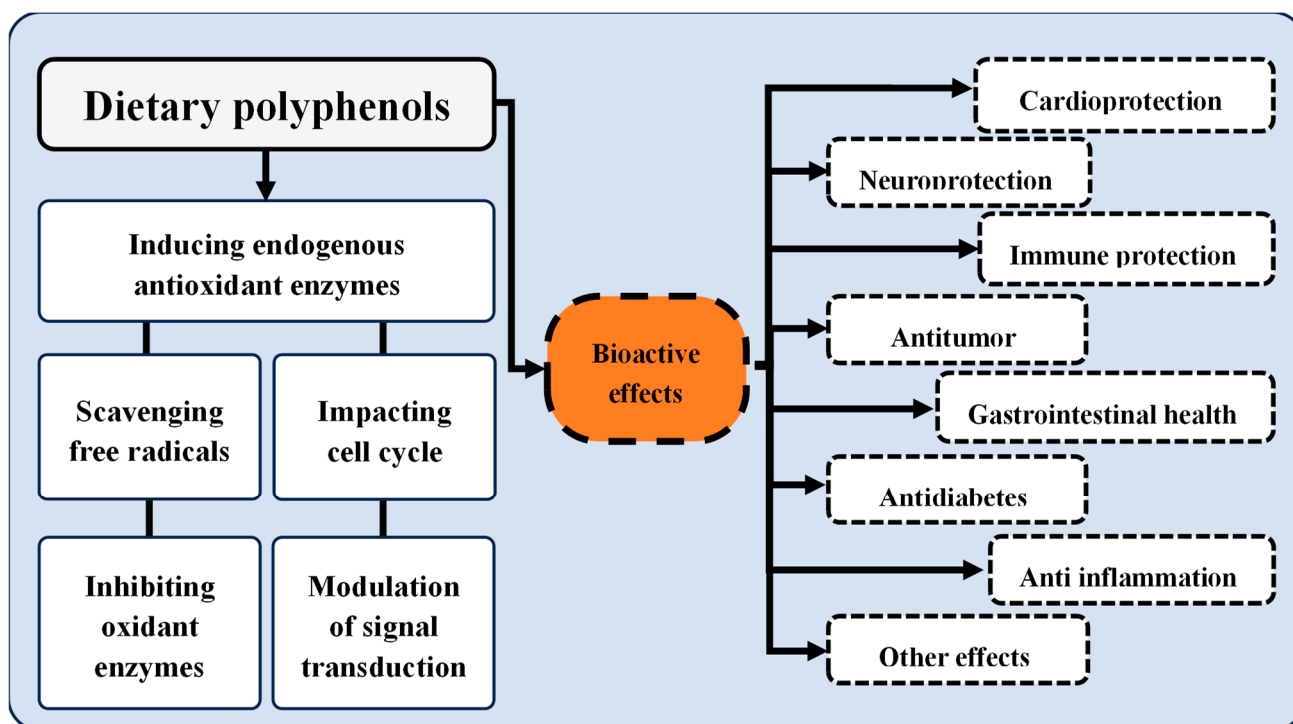 Dietary polyphenols
Inducing endogenous
antioxidant enzymes
Scavenging
free radicals
Impacting
cell cycle
Inhibiting
oxidant
enzymes
Modulation
of signal
transduction
Bioactive
effects
Cardioprotection
Neuroprotection
Immune protection
Antitumor
Gastrointestinal health
Antidiabetes
Anti inflammation
Other effects